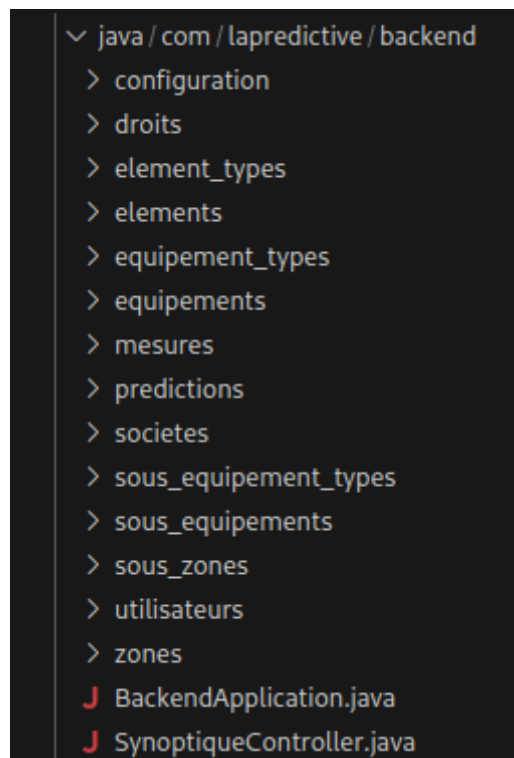 java/com/lapredictive/backend
configuration
droits
element_types
elements
equipement_types
equipements
mesures
predictions
societes
sous_equipement_types
sous_equipements
sous_zones
utilisateurs
zones
J BackendApplication.java
J SynoptiqueController.java